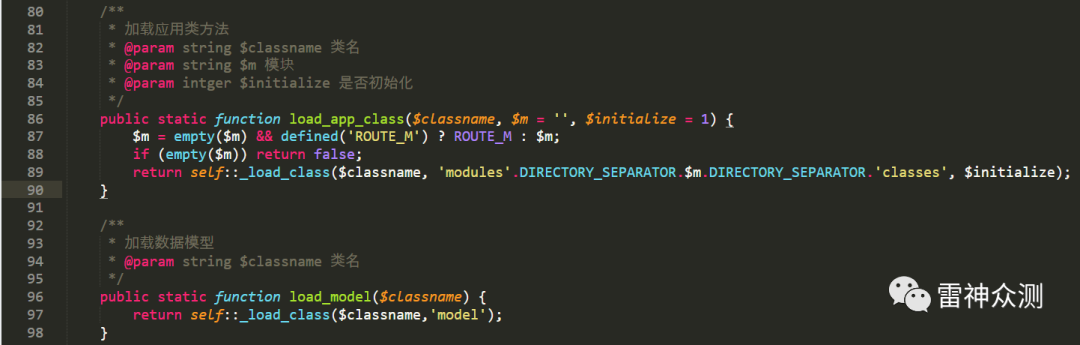 80 /**
81 * 加载应用类方法
82 * @param string $classname 类名
83 * @param string $m 模块
84 * @param intger $initialize 是否初始化
85 */
86 public static function load_app_class($classname, $m = '', $initialize = 1) {
87 $m = empty($m) && defined('ROUTE_M') ? ROUTE_M : $m;
88 if (empty($m)) return false;
89 return self::_load_class($classname, 'modules'.DIRECTORY_SEPARATOR.$m.DIRECTORY_SEPARATOR.'classes', $initialize);
90 }
91
92 /**
93 * 加载数据模型
94 * @param string $classname 类名
95 */
96 public static function load_model($classname) {
97 return self::_load_class($classname,'model');
98 }
雷神众测